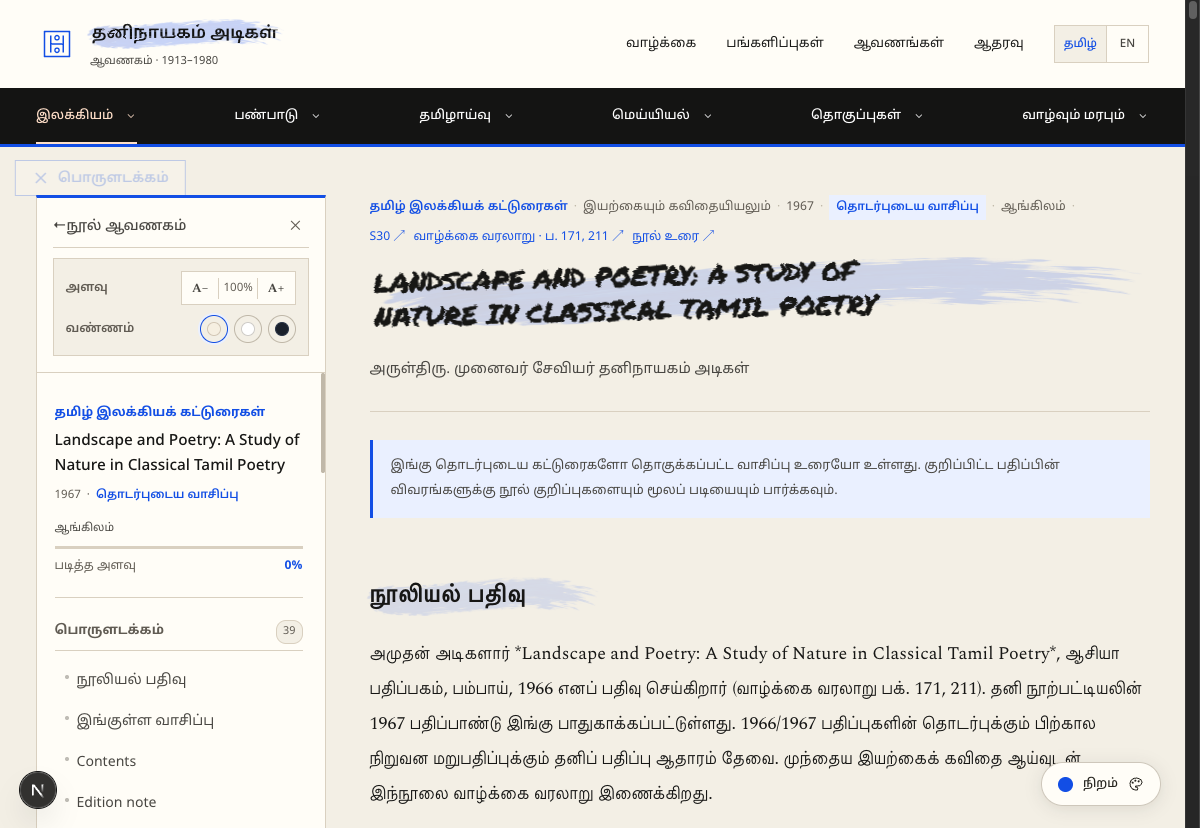 தனிநாயகம் அடிகள்
ஆவணகம் · 1913–1980
வாழ்க்கை பங்களிப்புகள் ஆவணங்கள் ஆதரவு தமிழ் EN
இலக்கியம் பண்பாடு தமிழாய்வு மெய்யியல் தொகுப்புகள் வாழ்வும் மரபும்
× பொருளடக்கம்
←நூல் ஆவணகம் ×
அளவு A− 100% A+
வண்ணம்
தமிழ் இலக்கியக் கட்டுரைகள்
Landscape and Poetry: A Study of
Nature in Classical Tamil Poetry
1967 · தொடர்புடைய வாசிப்பு
ஆங்கிலம்
படித்த அளவு 0%
பொருளடக்கம் 39
நூலியல் பதிவு
இங்குள்ள வாசிப்பு
Contents
Edition note
தமிழ் இலக்கியக் கட்டுரைகள் · இயற்கையும் கவிதையியலும் · 1967 · தொடர்புடைய வாசிப்பு · ஆங்கிலம் ·
S30 ↗ வாழ்க்கை வரலாறு · ப. 171, 211 ↗ நூல் உரை ↗
LANDSCAPE AND POETRY: A STUDY OF
NATURE IN CLASSICAL TAMIL POETRY
அருள்திரு. முனைவர் சேவியர் தனிநாயகம் அடிகள்
இங்கு தொடர்புடைய கட்டுரைகளோ தொகுக்கப்பட்ட வாசிப்பு உரையோ உள்ளது. குறிப்பிட்ட பதிப்பின்
விவரங்களுக்கு நூல் குறிப்புகளையும் மூலப் படியையும் பார்க்கவும்.
நூலியல் பதிவு
அமுதன் அடிகளார் *Landscape and Poetry: A Study of Nature in Classical Tamil Poetry*, ஆசியா
பதிப்பகம், பம்பாய், 1966 எனப் பதிவு செய்கிறார் (வாழ்க்கை வரலாறு பக். 171, 211). தனி நூற்பட்டியலின்
1967 பதிப்பாண்டு இங்கு பாதுகாக்கப்பட்டுள்ளது. 1966/1967 பதிப்புகளின் தொடர்புக்கும் பிற்கால
நிறுவன மறுபதிப்புக்கும் தனிப் பதிப்பு ஆதாரம் தேவை. முந்தைய இயற்கைக் கவிதை ஆய்வுடன்
இந்நூலை வாழ்க்கை வரலாறு இணைக்கிறது.
நிறம்
N